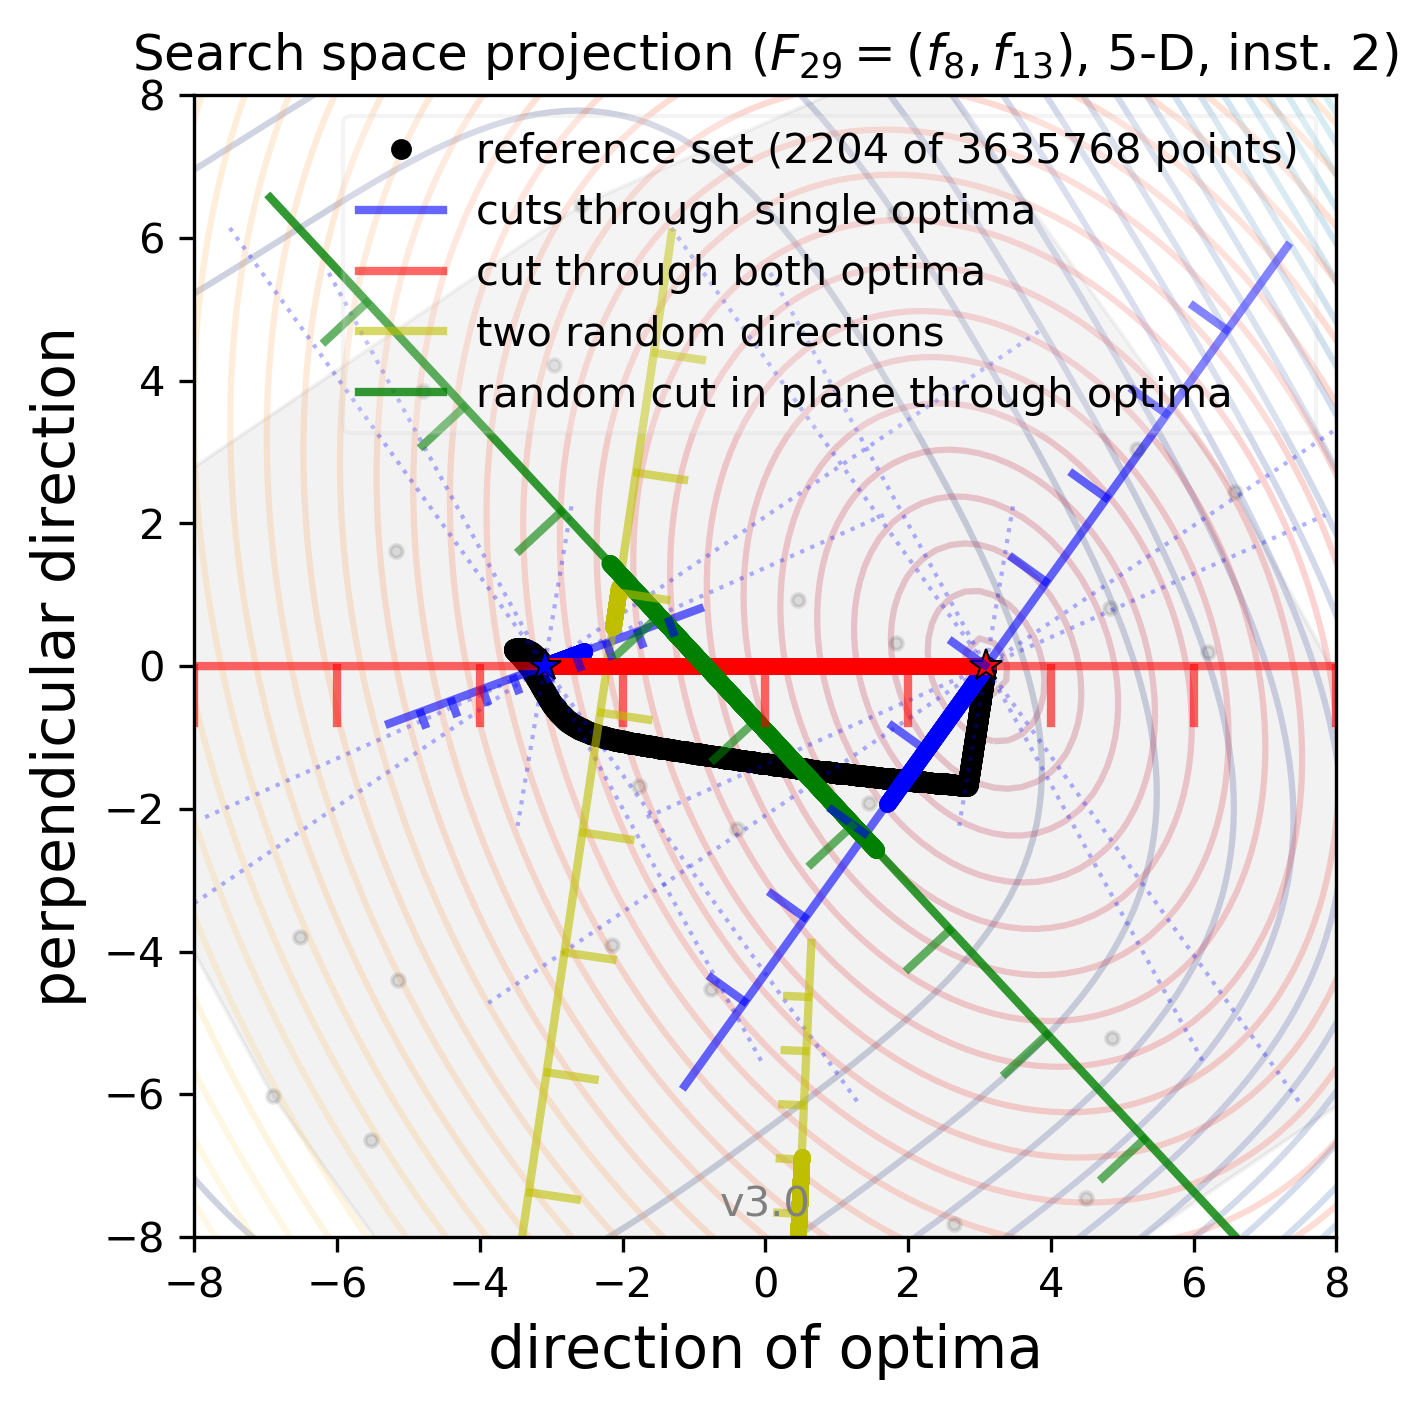 Search space projection ($F_{29} = (f_8, f_{13})$, 5-D, inst. 2)
reference set (2204 of 3635768 points)
cuts through single optima
cut through both optima
two random directions
random cut in plane through optima
perpendicular direction
8
6
4
2
0
−2
−4
−6
−8
v3.0
−8 −6 −4 −2 0 2 4 6 8
direction of optima